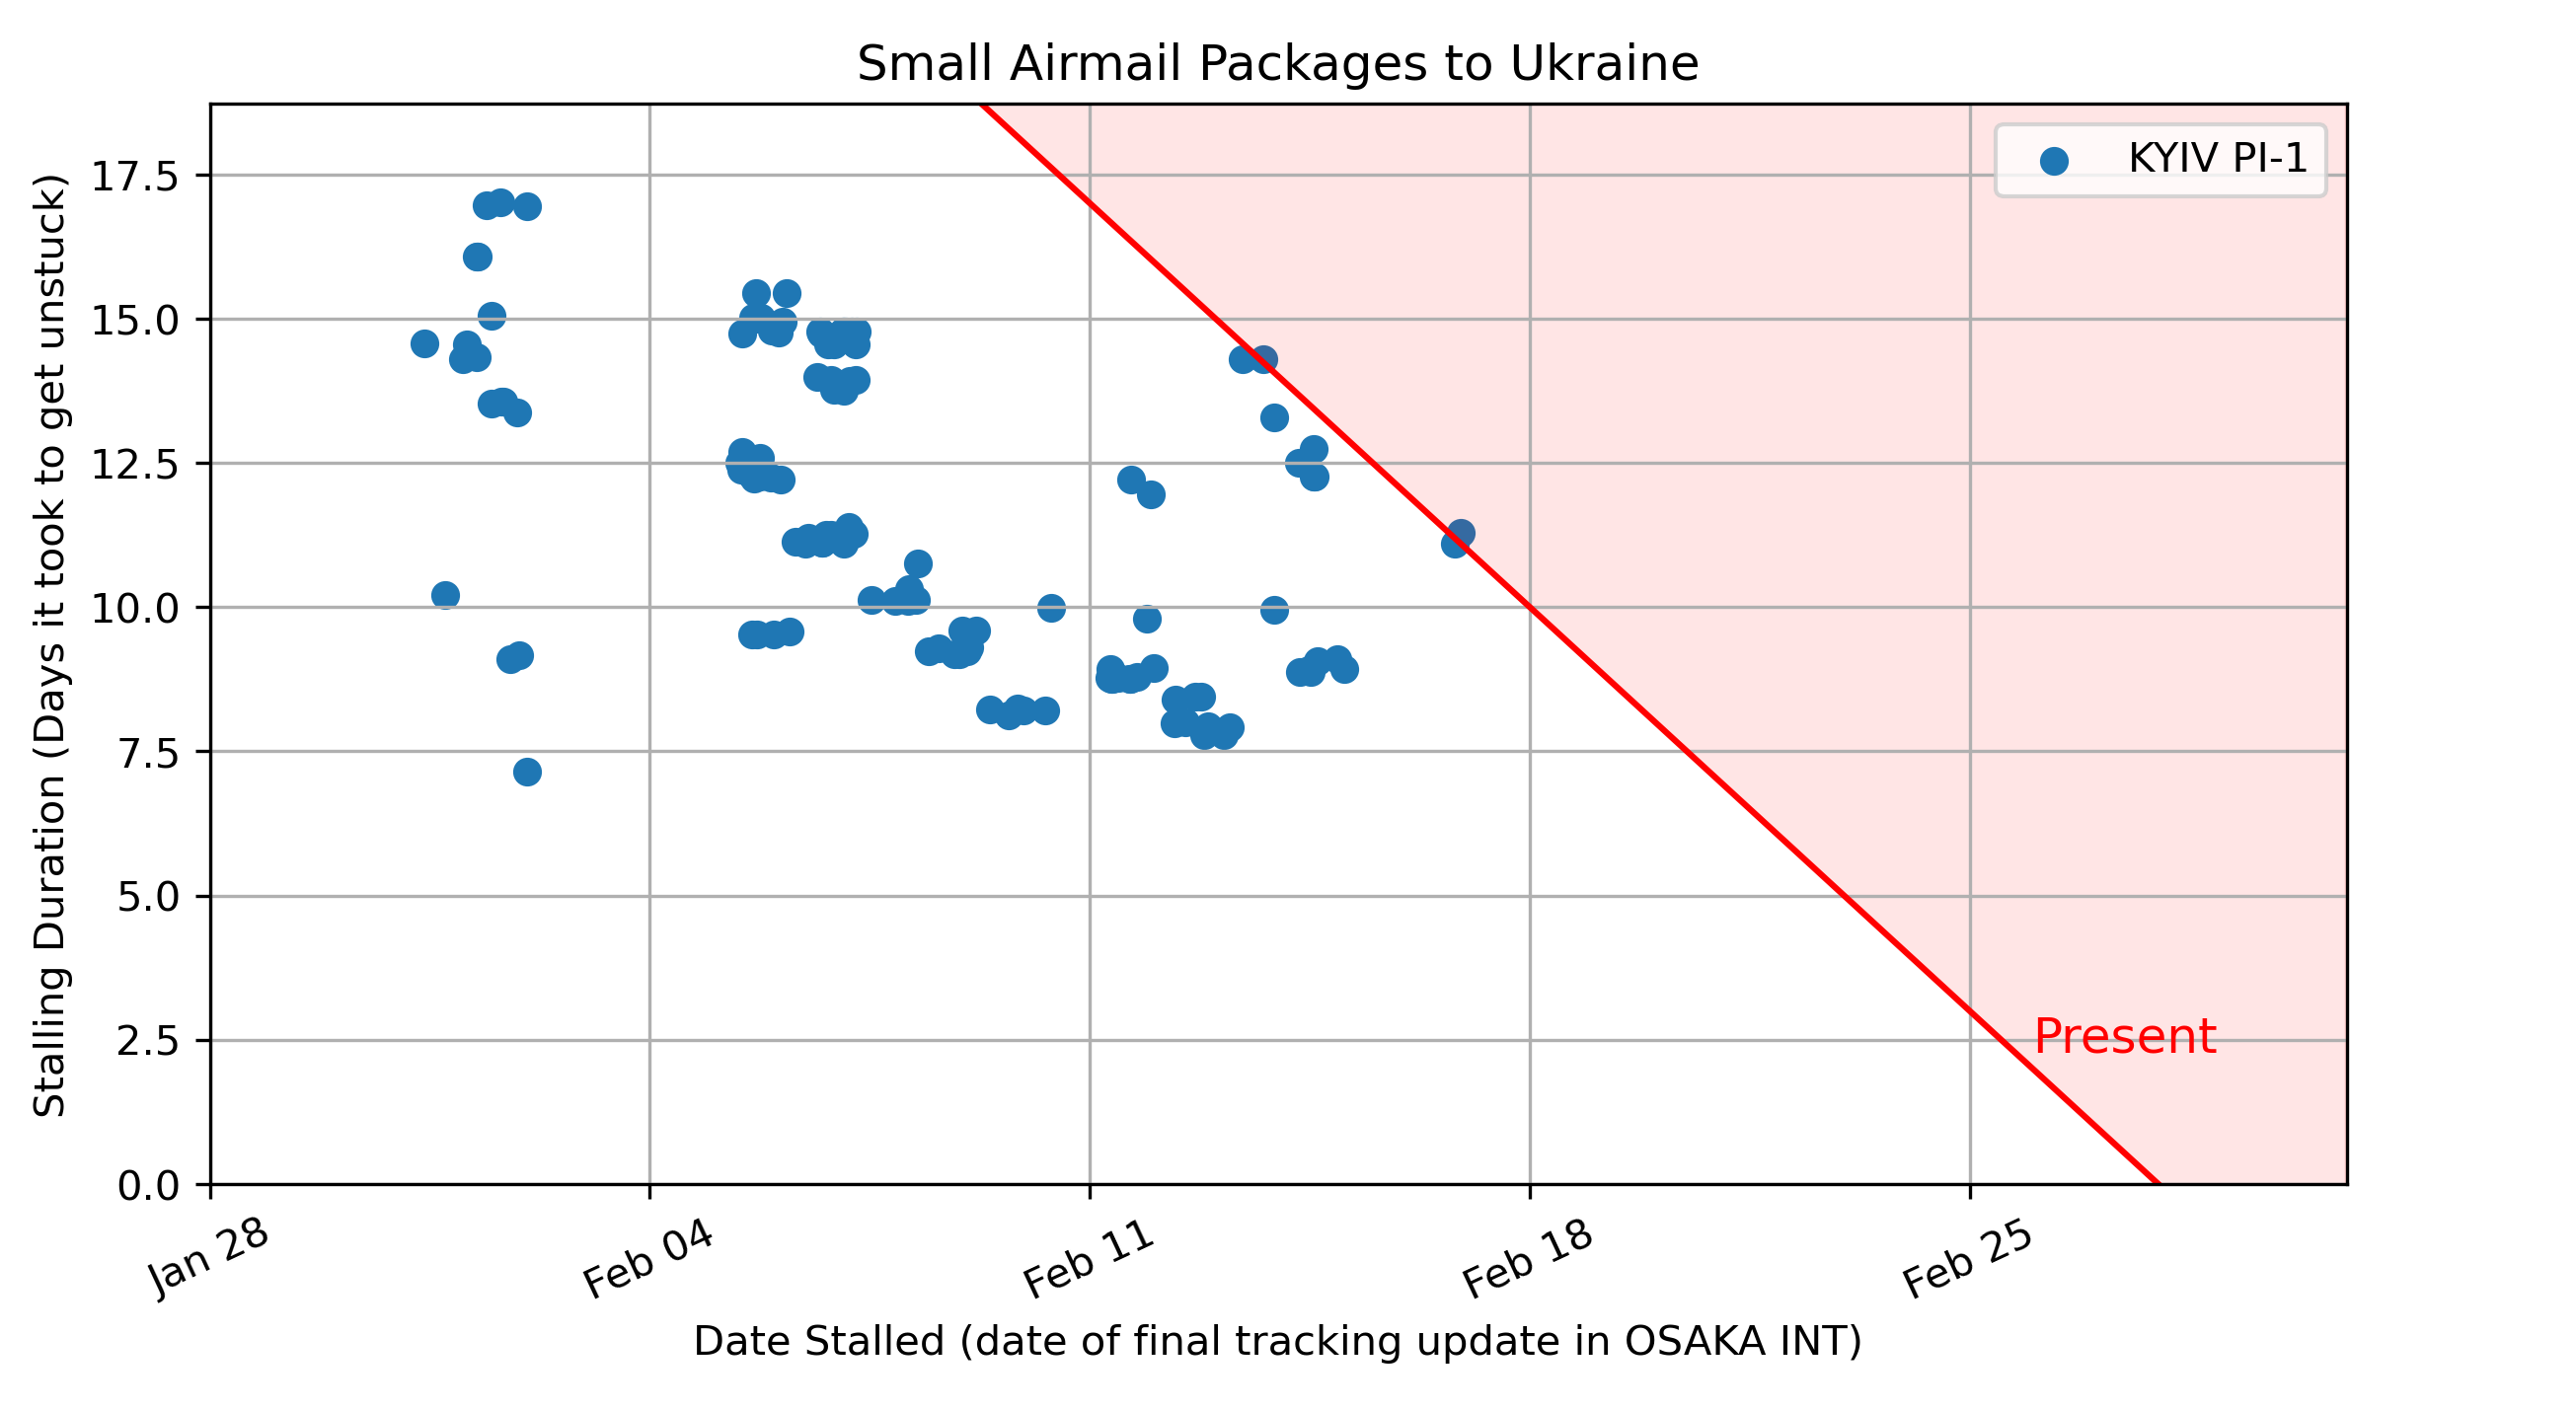 Small Airmail Packages to Ukraine
KYIV PI-1
Stalling Duration (Days it took to get unstuck)
17.5
15.0
12.5
10.0
7.5
5.0
2.5
0.0
Present
Jan 28
Feb 04
Feb 11
Feb 18
Feb 25
Date Stalled (date of final tracking update in OSAKA INT)